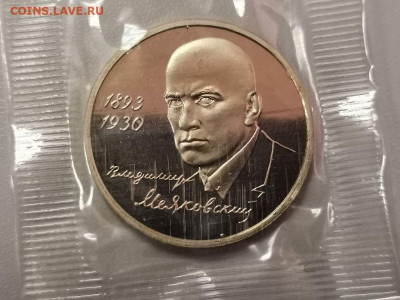 COINS.LAVE.RU
1893
1930
Владимир
Маяковский